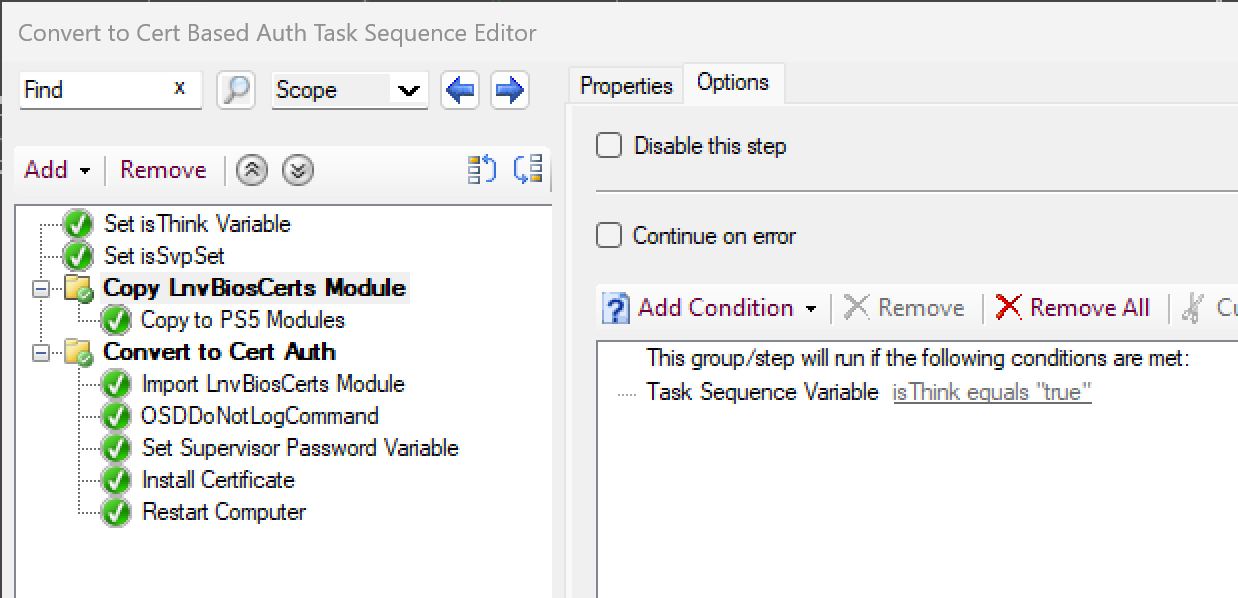 Convert to Cert Based Auth Task Sequence Editor
Find x Scope
Properties Options
Disable this step
Add Remove
Set isThink Variable
Set isSvpSet
Copy LnvBiosCerts Module
Copy to PS5 Modules
Convert to Cert Auth
Import LnvBiosCerts Module
OSDDoNotLogCommand
Set Supervisor Password Variable
Install Certificate
Restart Computer
Continue on error
? Add Condition Remove Remove All
This group/step will run if the following conditions are met:
Task Sequence Variable isThink equals "true"